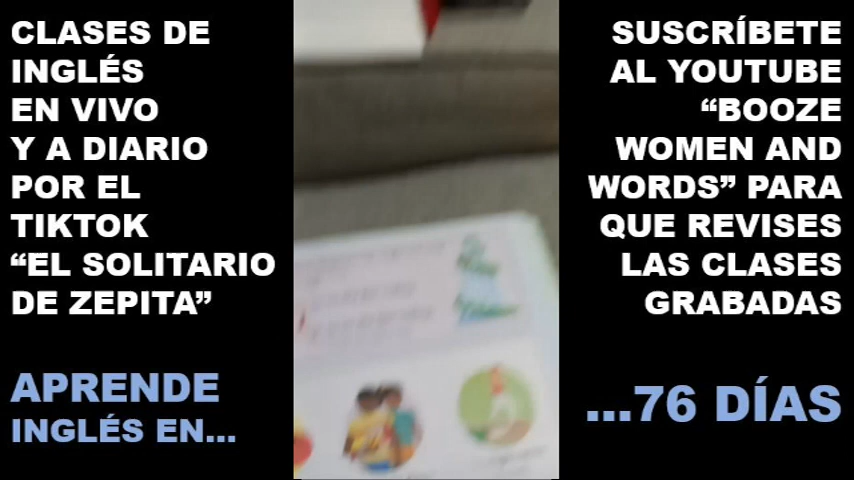 CLASES DE
INGLÉS
EN VIVO
Y A DIARIO
POR EL
TIKTOK
“EL SOLITARIO
DE ZEPITA”
APRENDE
INGLÉS EN...
SUSCRÍBETE
AL YOUTUBE
“BOOZE
WOMEN AND
WORDS” PARA
QUE REVISES
LAS CLASES
GRABADAS
...76 DÍAS